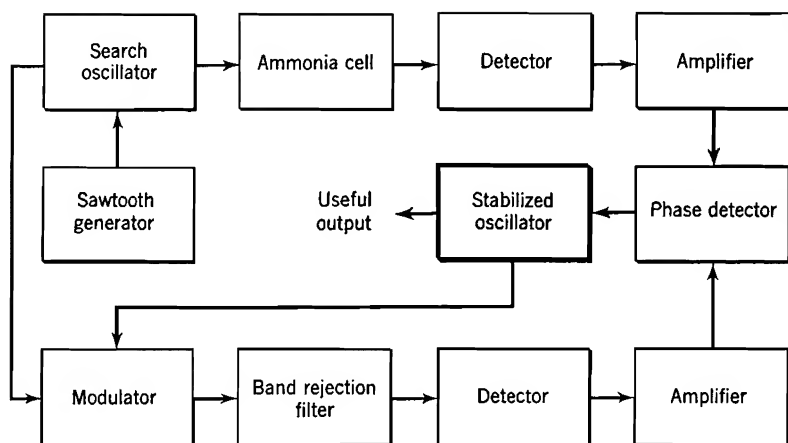 Search
oscillator
Ammonia cell
Detector
Amplifier
Sawtooth
generator
Useful
output
Stabilized
oscillator
Phase detector
Modulator
Band rejection
filter
Detector
Amplifier